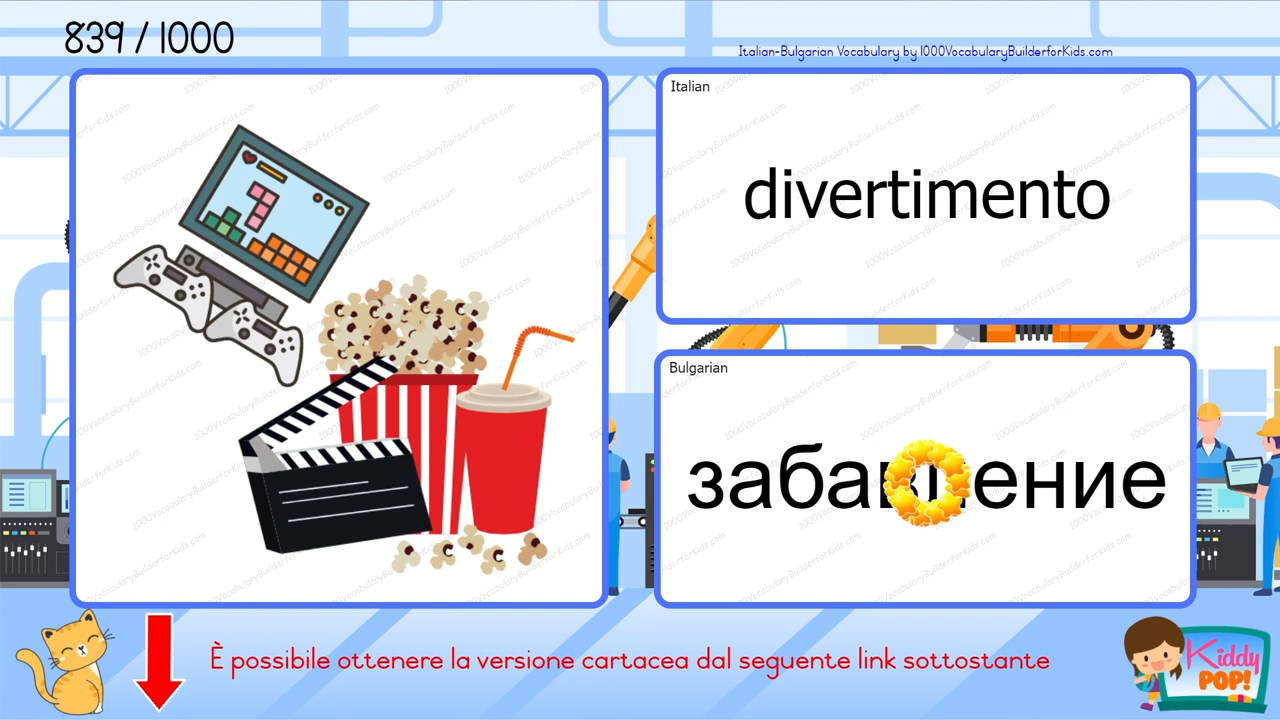 839 / 1000
Italian-Bulgarian Vocabulary by 1000VocabularyBuilderforKids.com
Italian
divertimento
Bulgarian
È possibile ottenere la versione cartacea dal seguente link sottostante
Kiddy
POP!